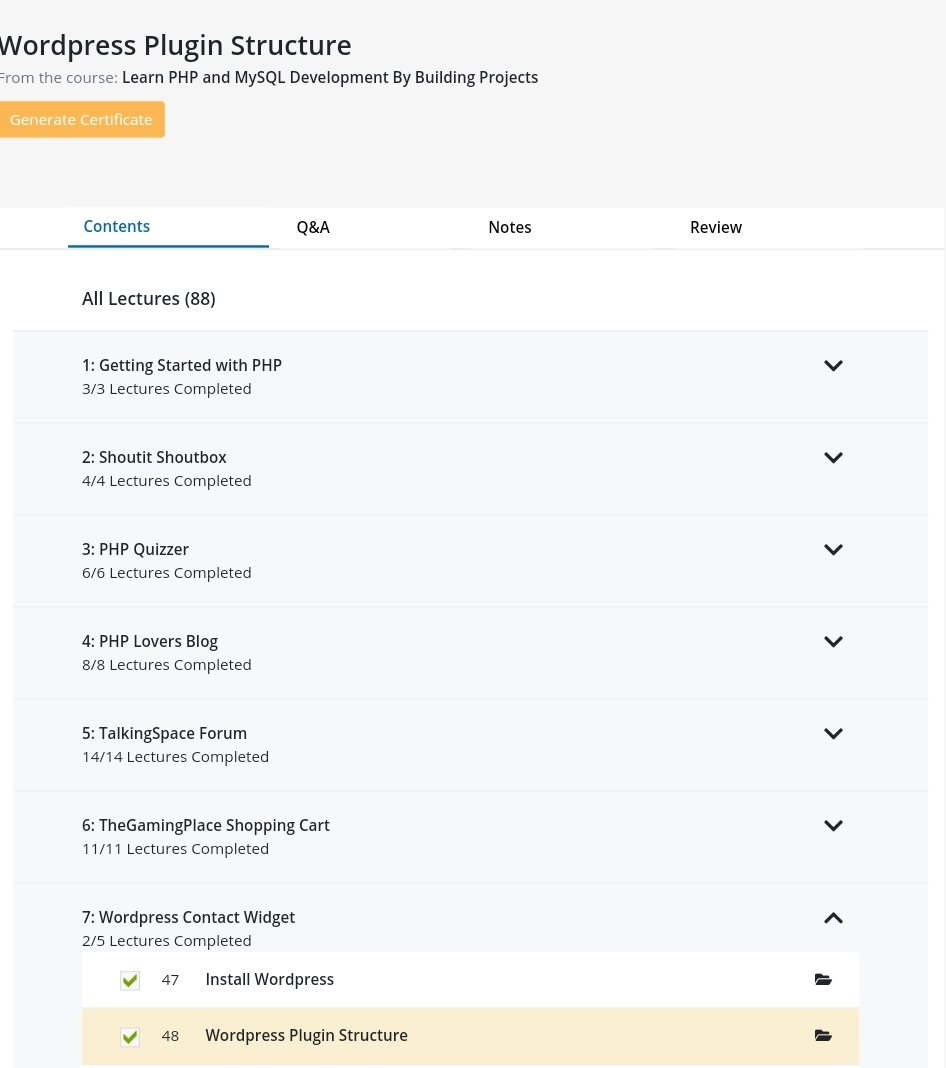 Wordpress Plugin Structure
From the course: Learn PHP and MySQL Development By Building Projects
Generate Certificate
Contents Q&A Notes Review
All Lectures (88)
1: Getting Started with PHP
3/3 Lectures Completed
2: Shoutit Shoutbox
4/4 Lectures Completed
3: PHP Quizzer
6/6 Lectures Completed
4: PHP Lovers Blog
8/8 Lectures Completed
5: TalkingSpace Forum
14/14 Lectures Completed
6: TheGamingPlace Shopping Cart
11/11 Lectures Completed
7: Wordpress Contact Widget
2/5 Lectures Completed
47 Install Wordpress
48 Wordpress Plugin Structure